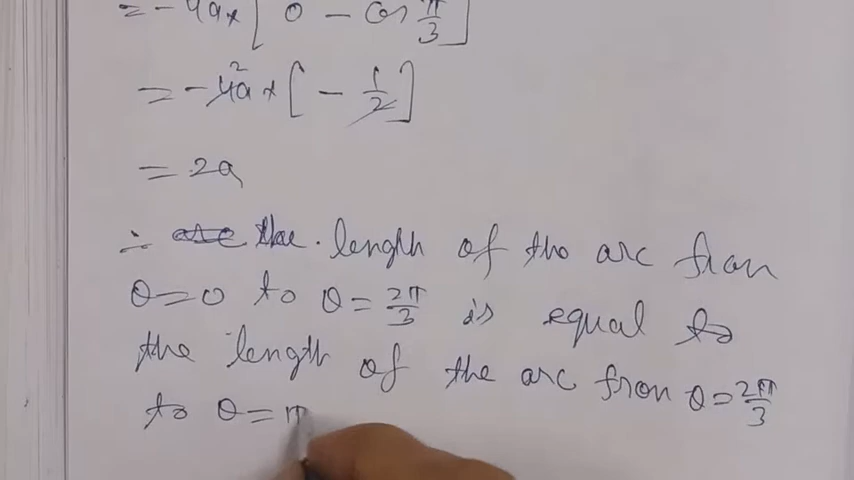 = - 4a × [ 0 - cos π/3 ]
= - 4a × [ - 1/2 ] 2
= 2a
∴ the length of the arc from
θ = 0 to θ = 2π/3 is equal to
the length of the arc from θ = 2π/3
to θ = π